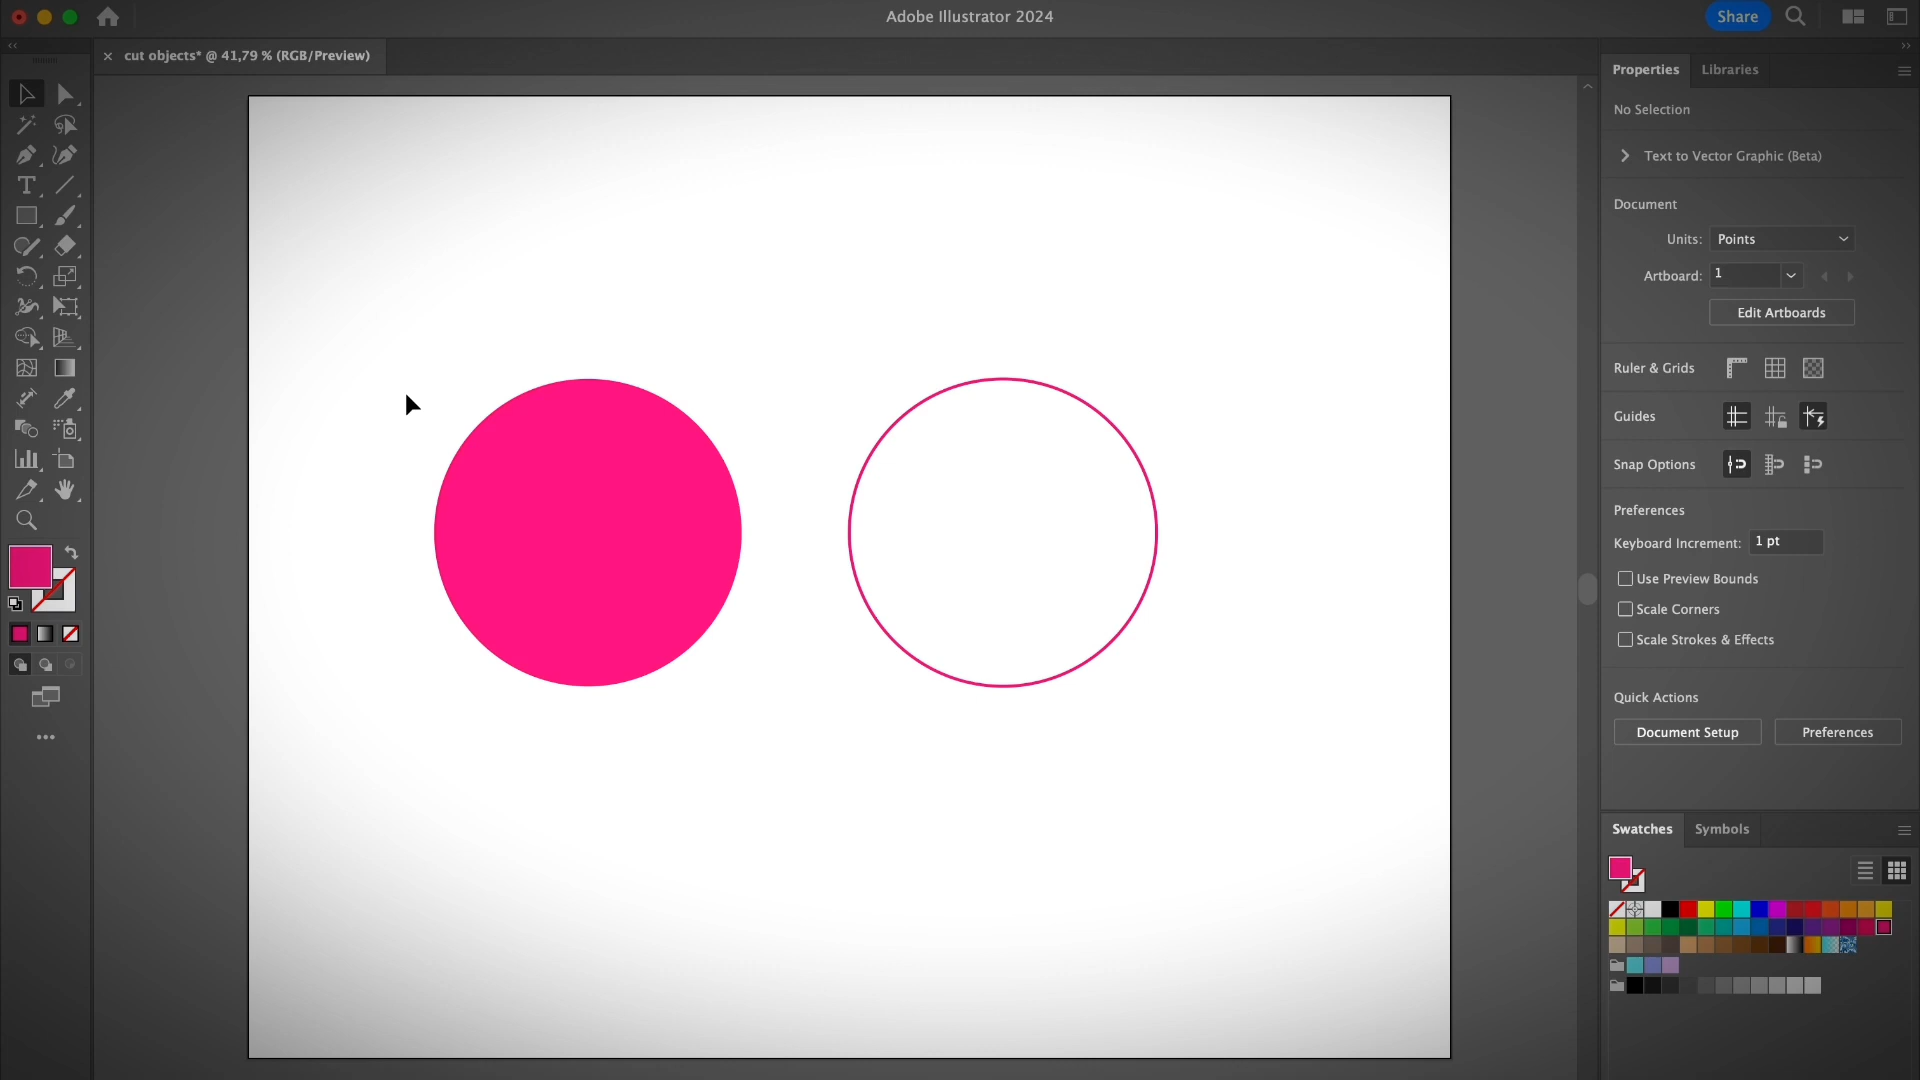 Adobe Illustrator 2024
Share
× cut objects* @ 41,79 % (RGB/Preview)
Properties
Libraries
No Selection
Text to Vector Graphic (Beta)
Document
Units: Points
Artboard: 1
Edit Artboards
Ruler & Grids
Guides
Snap Options
Preferences
Keyboard Increment: 1 pt
Use Preview Bounds
Scale Corners
Scale Strokes & Effects
Quick Actions
Document Setup
Preferences
Swatches
Symbols